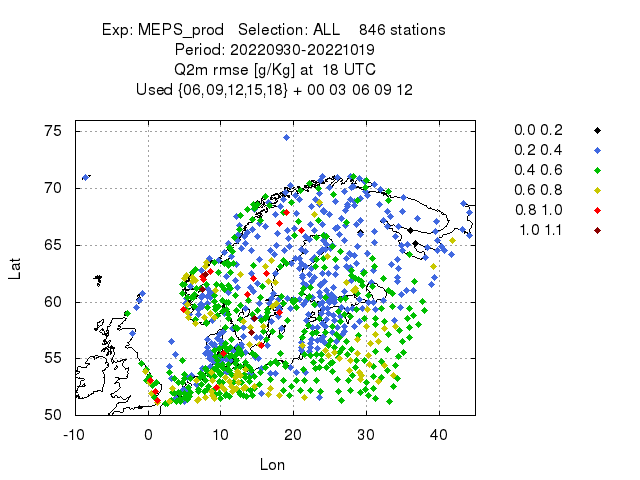 Exp: MEPS_prod   Selection: ALL    846 stations
Period: 20220930-20221019
Q2m rmse [g/Kg] at  18 UTC
Used {06,09,12,15,18} + 00 03 06 09 12
75
70
65
60
55
50
-10 0 10 20 30 40
Lat
Lon
0.0 0.2
0.2 0.4
0.4 0.6
0.6 0.8
0.8 1.0
1.0 1.1